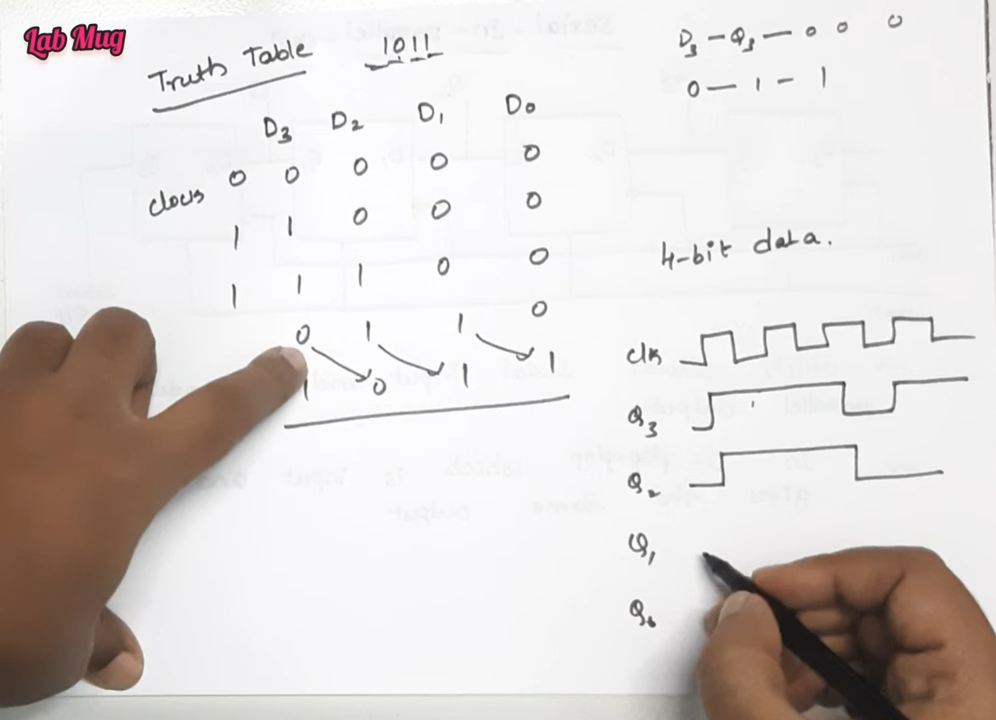 Lab Mug
Truth Table 1011
D3 D2 D1 D0
clock 0 0 0 0 0
1 1 0 0 0
1 1 1 0 0
0 1 1 0
1 0 1 1
D3 – Q3 – 0 0 0
0 – 1 – 1
4-bit data.
clk
Q3
Q2
Q1
Q0